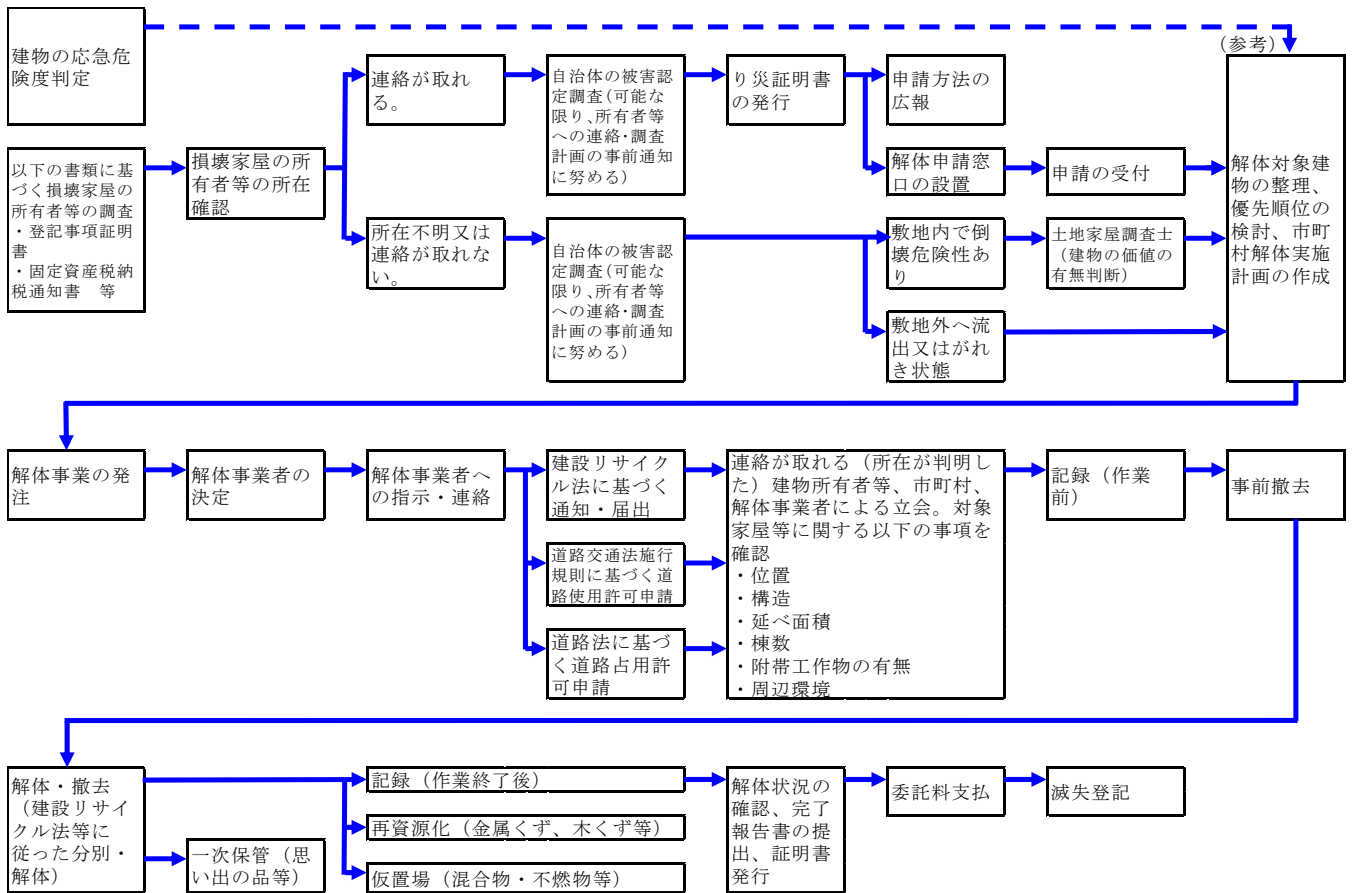 建物の応急危
険度判定
(参考)
以下の書類に基
づく損壊家屋の
所有者等の調査
・登記事項証明
書
・固定資産税納
税通知書　等
損壊家屋の所
有者等の所在
確認
連絡が取れ
る。
自治体の被害認
定調査(可能な
限り、所有者等
への連絡・調査
計画の事前通知
に努める)
り災証明書
の発行
申請方法の
広報
解体申請窓
口の設置
申請の受付
所在不明又は
連絡が取れな
い。
自治体の被害認
定調査(可能な
限り、所有者等
への連絡・調査
計画の事前通知
に努める)
敷地内で倒
壊危険性あ
り
土地家屋調査士
（建物の価値の
有無判断）
敷地外へ流
出又はがれ
き状態
解体対象建
物の整理、
優先順位の
検討、市町
村解体実施
計画の作成
解体事業の発
注
解体事業者の
決定
解体事業者へ
の指示・連絡
建設リサイク
ル法に基づく
通知・届出
道路交通法施行
規則に基づく道
路使用許可申請
道路法に基づ
く道路占用許
可申請
連絡が取れる（所在が判明し
た）建物所有者等、市町村、
解体事業者による立会。対象
家屋等に関する以下の事項を
確認
・位置
・構造
・延べ面積
・棟数
・附帯工作物の有無
・周辺環境
記録（作業
前）
事前撤去
解体・撤去
（建設リサイ
クル法等に
従った分別・
解体）
一次保管（思
い出の品等）
記録（作業終了後）
再資源化（金属くず、木くず等）
仮置場（混合物・不燃物等）
解体状況の
確認、完了
報告書の提
出、証明書
発行
委託料支払
滅失登記